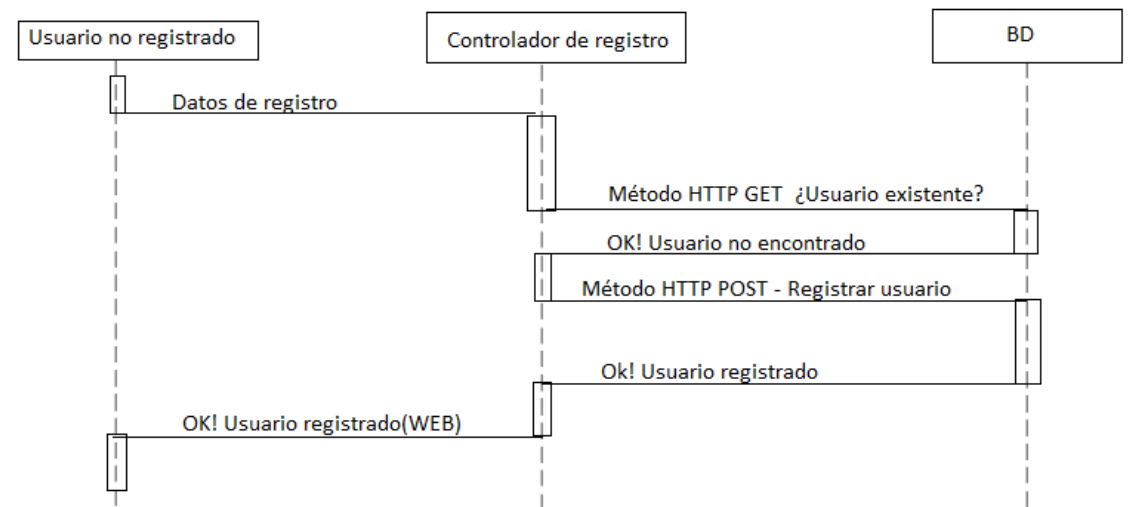 Usuario no registrado
Controlador de registro
BD
Datos de registro
Método HTTP GET ¿Usuario existente?
OK! Usuario no encontrado
Método HTTP POST - Registrar usuario
Ok! Usuario registrado
OK! Usuario registrado(WEB)